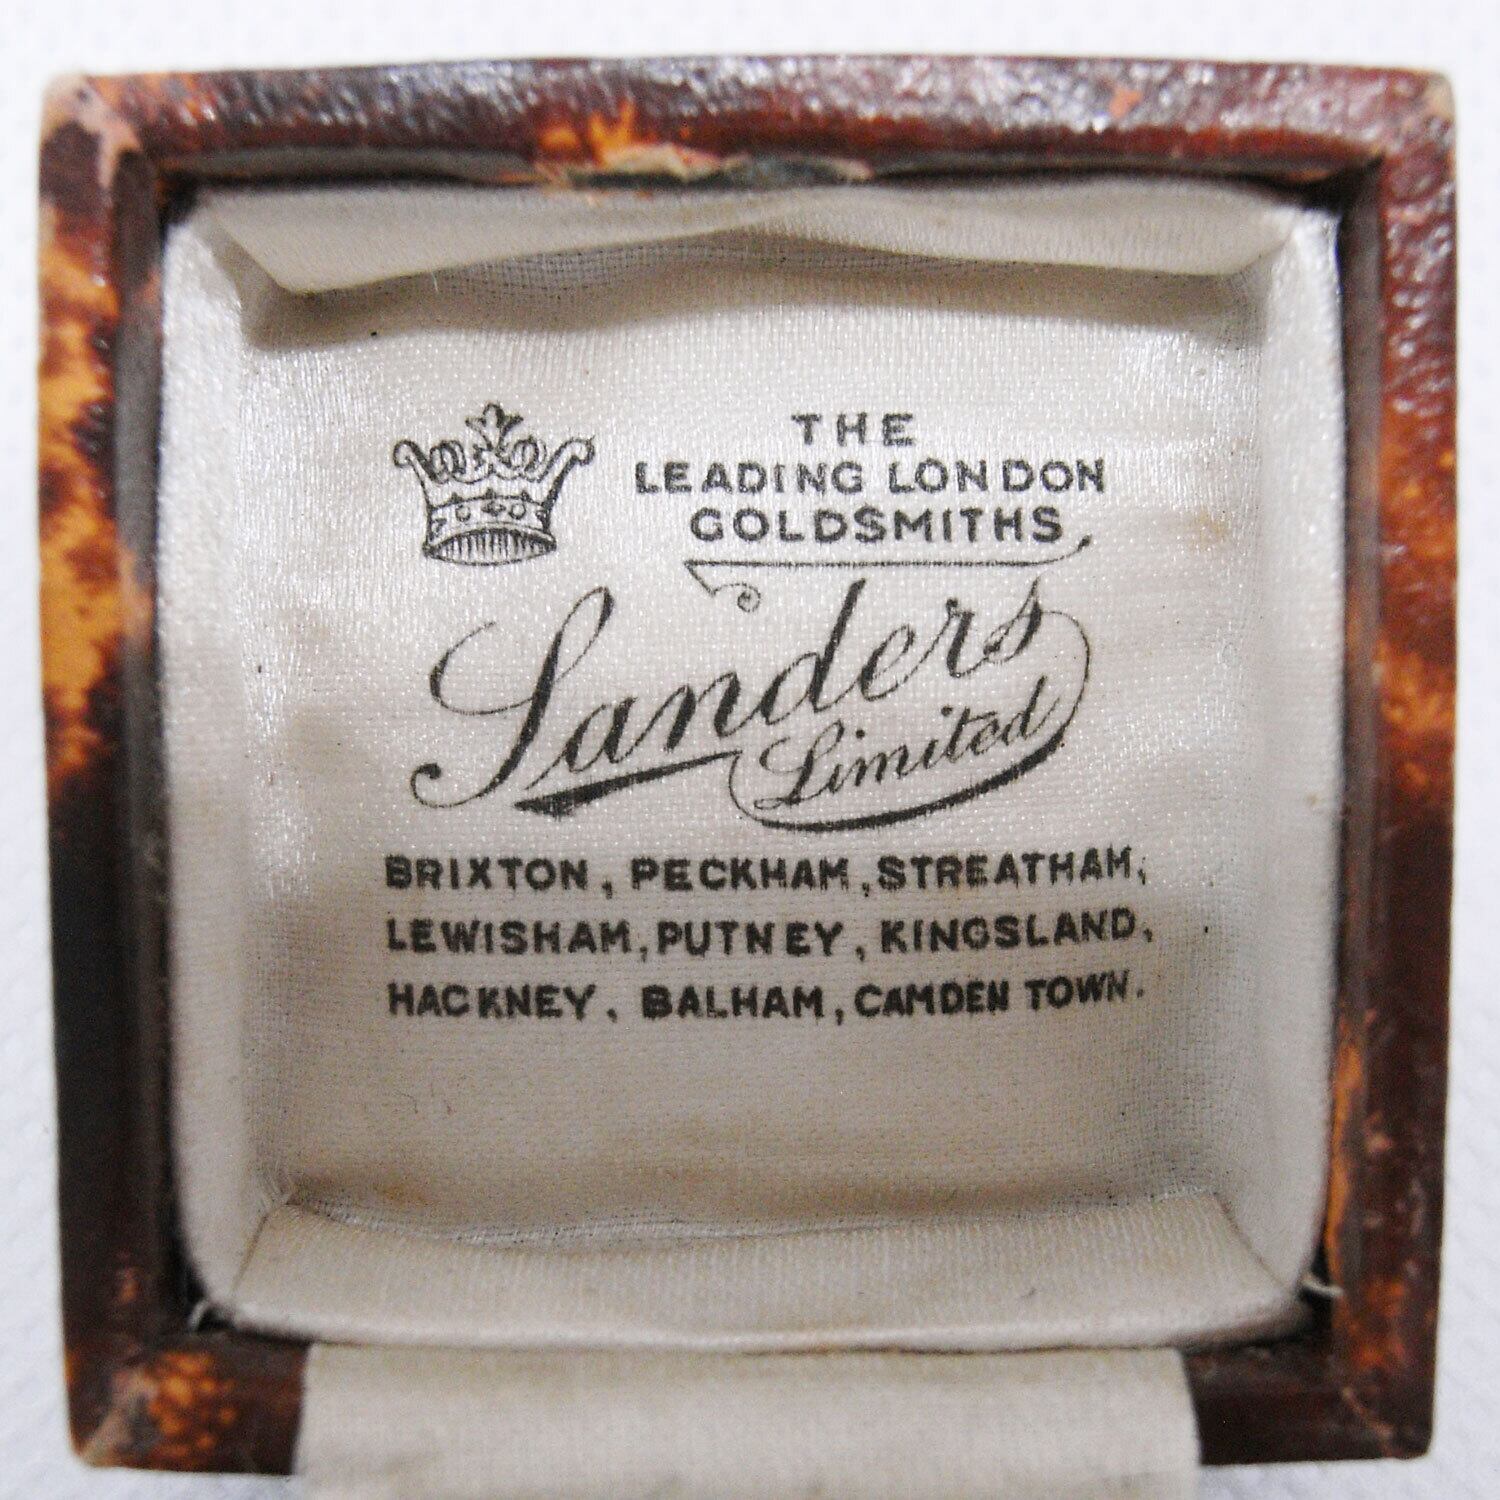 THE
LEADING LONDON
GOLDSMITHS
Sanders
Limited
BRIXTON, PECKHAM, STREATHAM,
LEWISHAM, PUTNEY, KINGSLAND,
HACKNEY, BALHAM, CAMDEN TOWN.